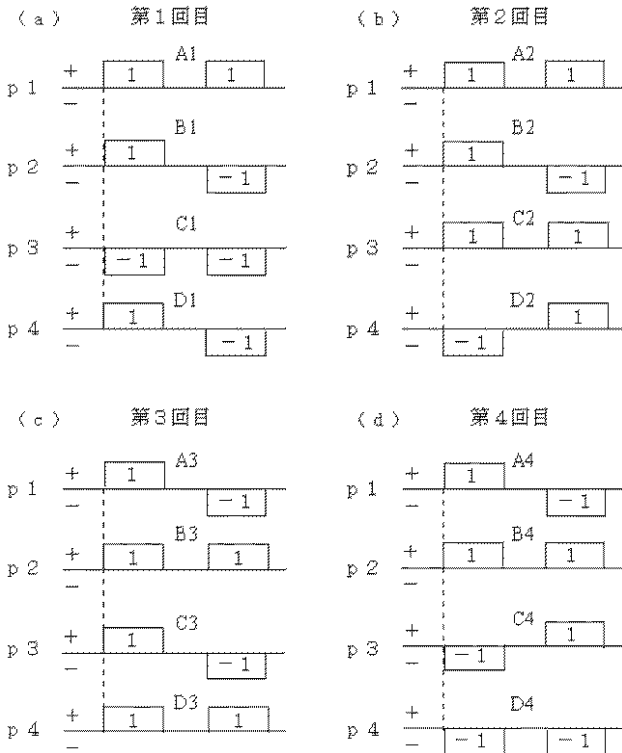 (a) 第1回目
A1
p1 + 1 1
−
B1
p2 + 1
− −1
C1
p3 +
− −1 −1
D1
p4 + 1
− −1
(b) 第2回目
A2
p1 + 1 1
−
B2
p2 + 1
− −1
C2
p3 + 1 1
−
D2
p4 + 1
− −1
(c) 第3回目
A3
p1 + 1
− −1
B3
p2 + 1 1
−
C3
p3 + 1
− −1
D3
p4 + 1 1
−
(d) 第4回目
A4
p1 + 1
− −1
B4
p2 + 1 1
−
C4
p3 + 1
− −1
D4
p4 +
− −1 −1